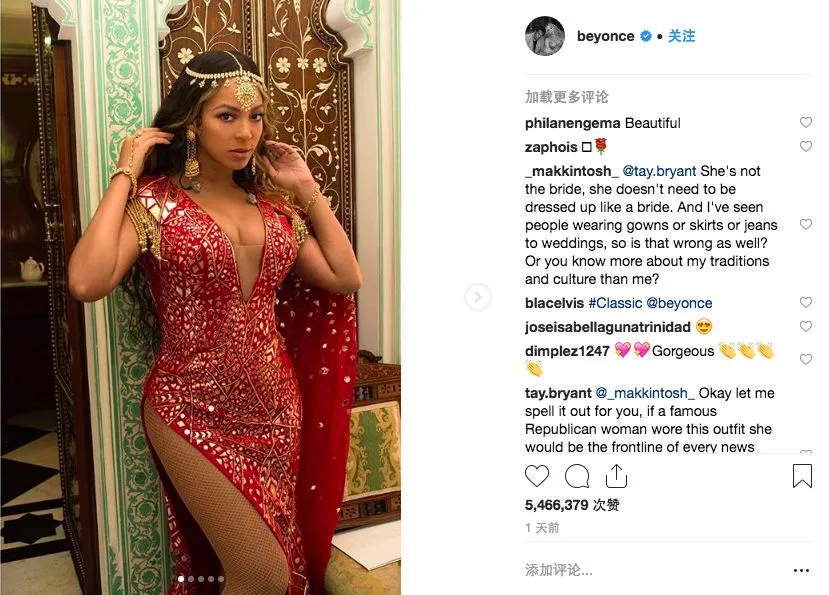 beyonce • 关注
加载更多评论
philanengema Beautiful
zaphois
_makkintosh_ @tay.bryant She's not
the bride, she doesn't need to be
dressed up like a bride. And I've seen
people wearing gowns or skirts or jeans
to weddings, so is that wrong as well?
Or you know more about my traditions
and culture than me?
blacelvis #Classic @beyonce
joseisabellagunatrinidad 😍
dimplez1247 💖💖Gorgeous 👏👏👏
👏
tay.bryant @_makkintosh_ Okay let me
spell it out for you, if a famous
Republican woman wore this outfit she
would be the frontline of every news
5,466,379 次赞
1 天前
添加评论...